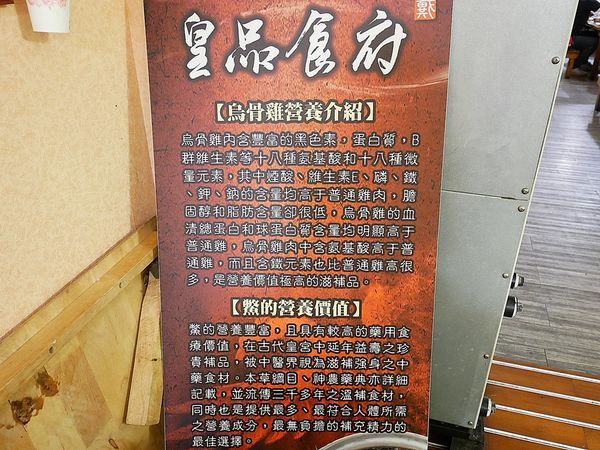 皇品食府
【烏骨雞營養介紹】
烏骨雞內含豐富的黑色素，蛋白質，B
群維生素等十八種氨基酸和十八種微
量元素，其中煙酸、維生素E、磷、鐵
、鉀、鈉的含量均高于普通雞肉，膽
固醇和脂肪含量卻很低，烏骨雞的血
清總蛋白和球蛋白質含量均明顯高于
普通雞，烏骨雞肉中含氨基酸高于普
通雞，而且含鐵元素也比普通雞高很
多，是營養價值極高的滋補品。
【鱉的營養價值】
鱉的營養豐富，且具有較高的藥用食
療價值，在古代皇宮中延年益壽之珍
貴補品，被中醫界視為滋補強身之中
藥食材。本草綱目、神農藥典亦詳細
記載，並流傳三千多年之溫補食材，
同時也是提供最多、最符合人體所需
之營養成分，最無負擔的補充精力的
最佳選擇。